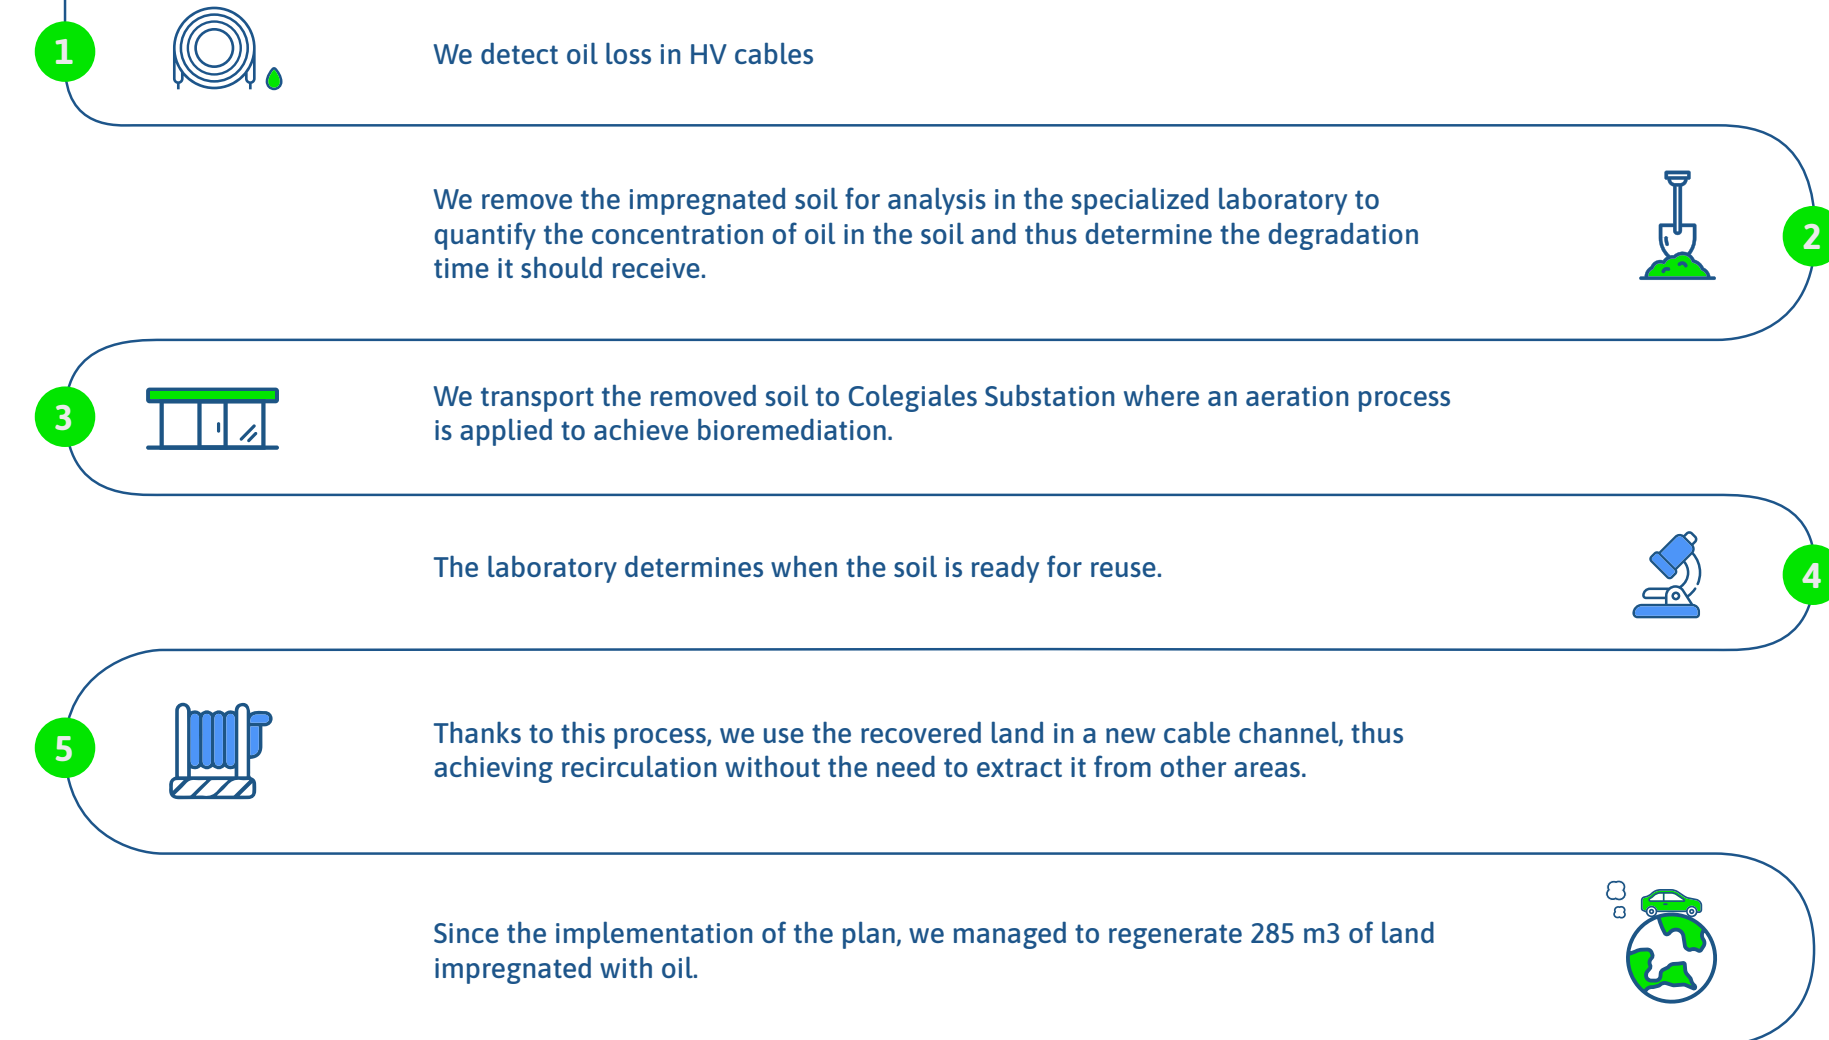 1
We detect oil loss in HV cables
We remove the impregnated soil for analysis in the specialized laboratory to
quantify the concentration of oil in the soil and thus determine the degradation
time it should receive.
2
3
We transport the removed soil to Colegiales Substation where an aeration process
is applied to achieve bioremediation.
The laboratory determines when the soil is ready for reuse.
4
5
Thanks to this process, we use the recovered land in a new cable channel, thus
achieving recirculation without the need to extract it from other areas.
Since the implementation of the plan, we managed to regenerate 285 m3 of land
impregnated with oil.